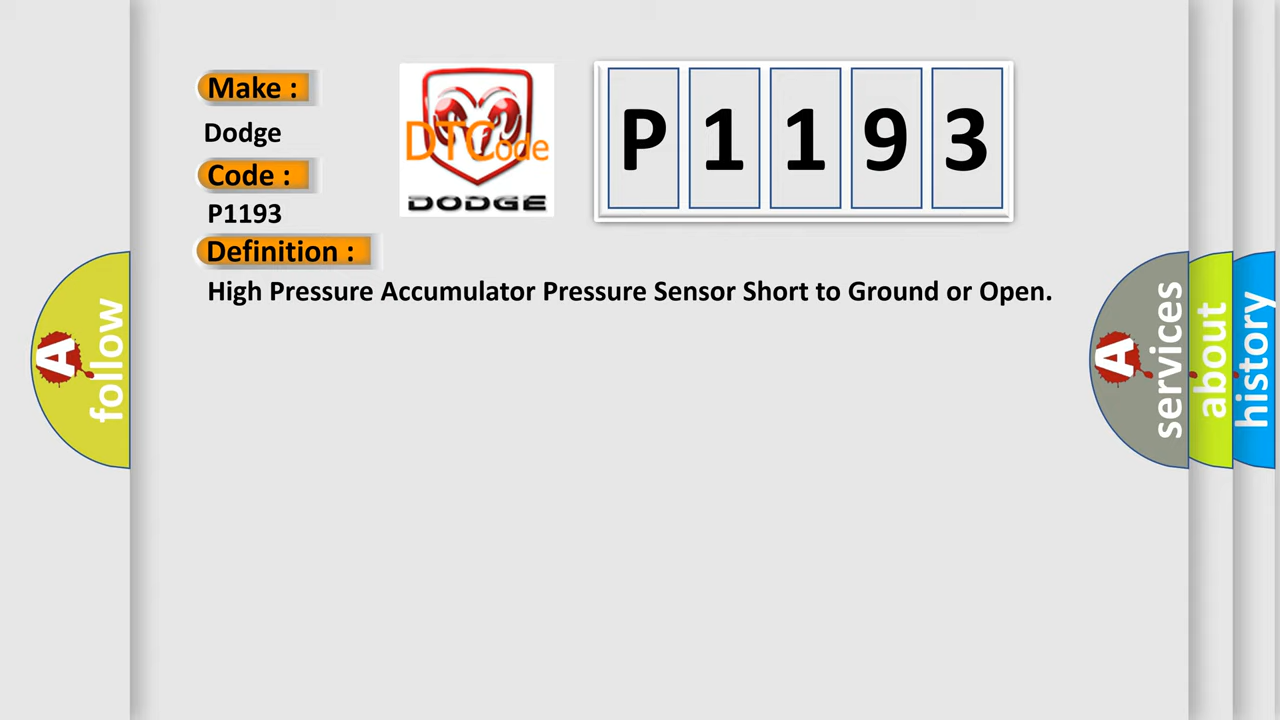 Make :
Dodge
Code :
P1193
Definition :
High Pressure Accumulator Pressure Sensor Short to Ground or Open.
DTCode
DODGE
P 1 1 9 3
A follow
A services
about
history